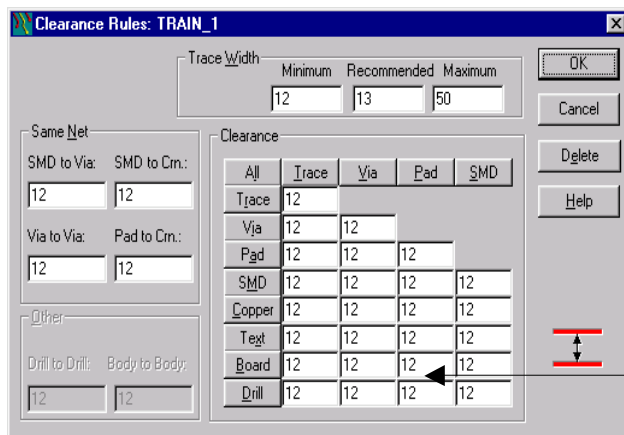 Clearance Rules: TRAIN_1
Trace Width
Minimum Recommended Maximum
12 13 50
OK
Cancel
Delete
Help
Same Net
SMD to Via: SMD to Crn.:
12 12
Via to Via: Pad to Crn.:
12 12
Other
Drill to Drill: Body to Body:
12 12
Clearance
All Trace Via Pad SMD
Trace 12
Via 12 12
Pad 12 12 12
SMD 12 12 12 12
Copper 12 12 12 12
Text 12 12 12 12
Board 12 12 12 12
Drill 12 12 12 12